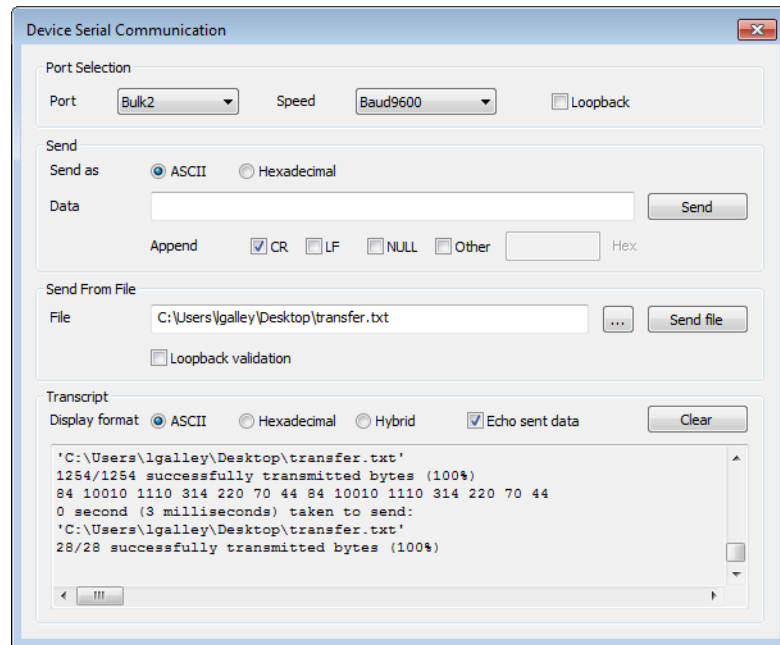 Device Serial Communication
Port Selection
Port Bulk2 Speed Baud9600 Loopback
Send
Send as ASCII Hexadecimal
Data Send
Append CR LF NULL Other Hex
Send From File
File C:\Users\lgalley\Desktop\transfer.txt ... Send file
Loopback validation
Transcript
Display format ASCII Hexadecimal Hybrid Echo sent data Clear
'C:\Users\lgalley\Desktop\transfer.txt'
1254/1254 successfully transmitted bytes (100%)
84 10010 1110 314 220 70 44 84 10010 1110 314 220 70 44
0 second (3 milliseconds) taken to send:
'C:\Users\lgalley\Desktop\transfer.txt'
28/28 successfully transmitted bytes (100%)